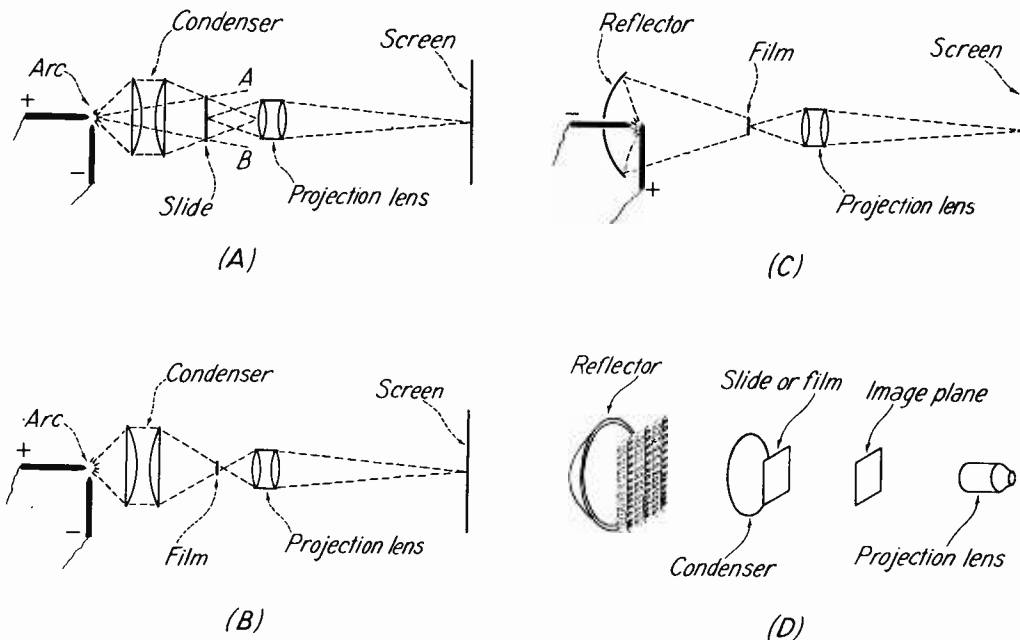 Condenser
Arc
+
−
A
B
Slide
Projection lens
Screen
(A)
Reflector
−
+
Film
Projection lens
Screen
(C)
Condenser
Arc
+
−
Film
Projection lens
Screen
(B)
Reflector
Slide or film
Image plane
Condenser
Projection lens
(D)